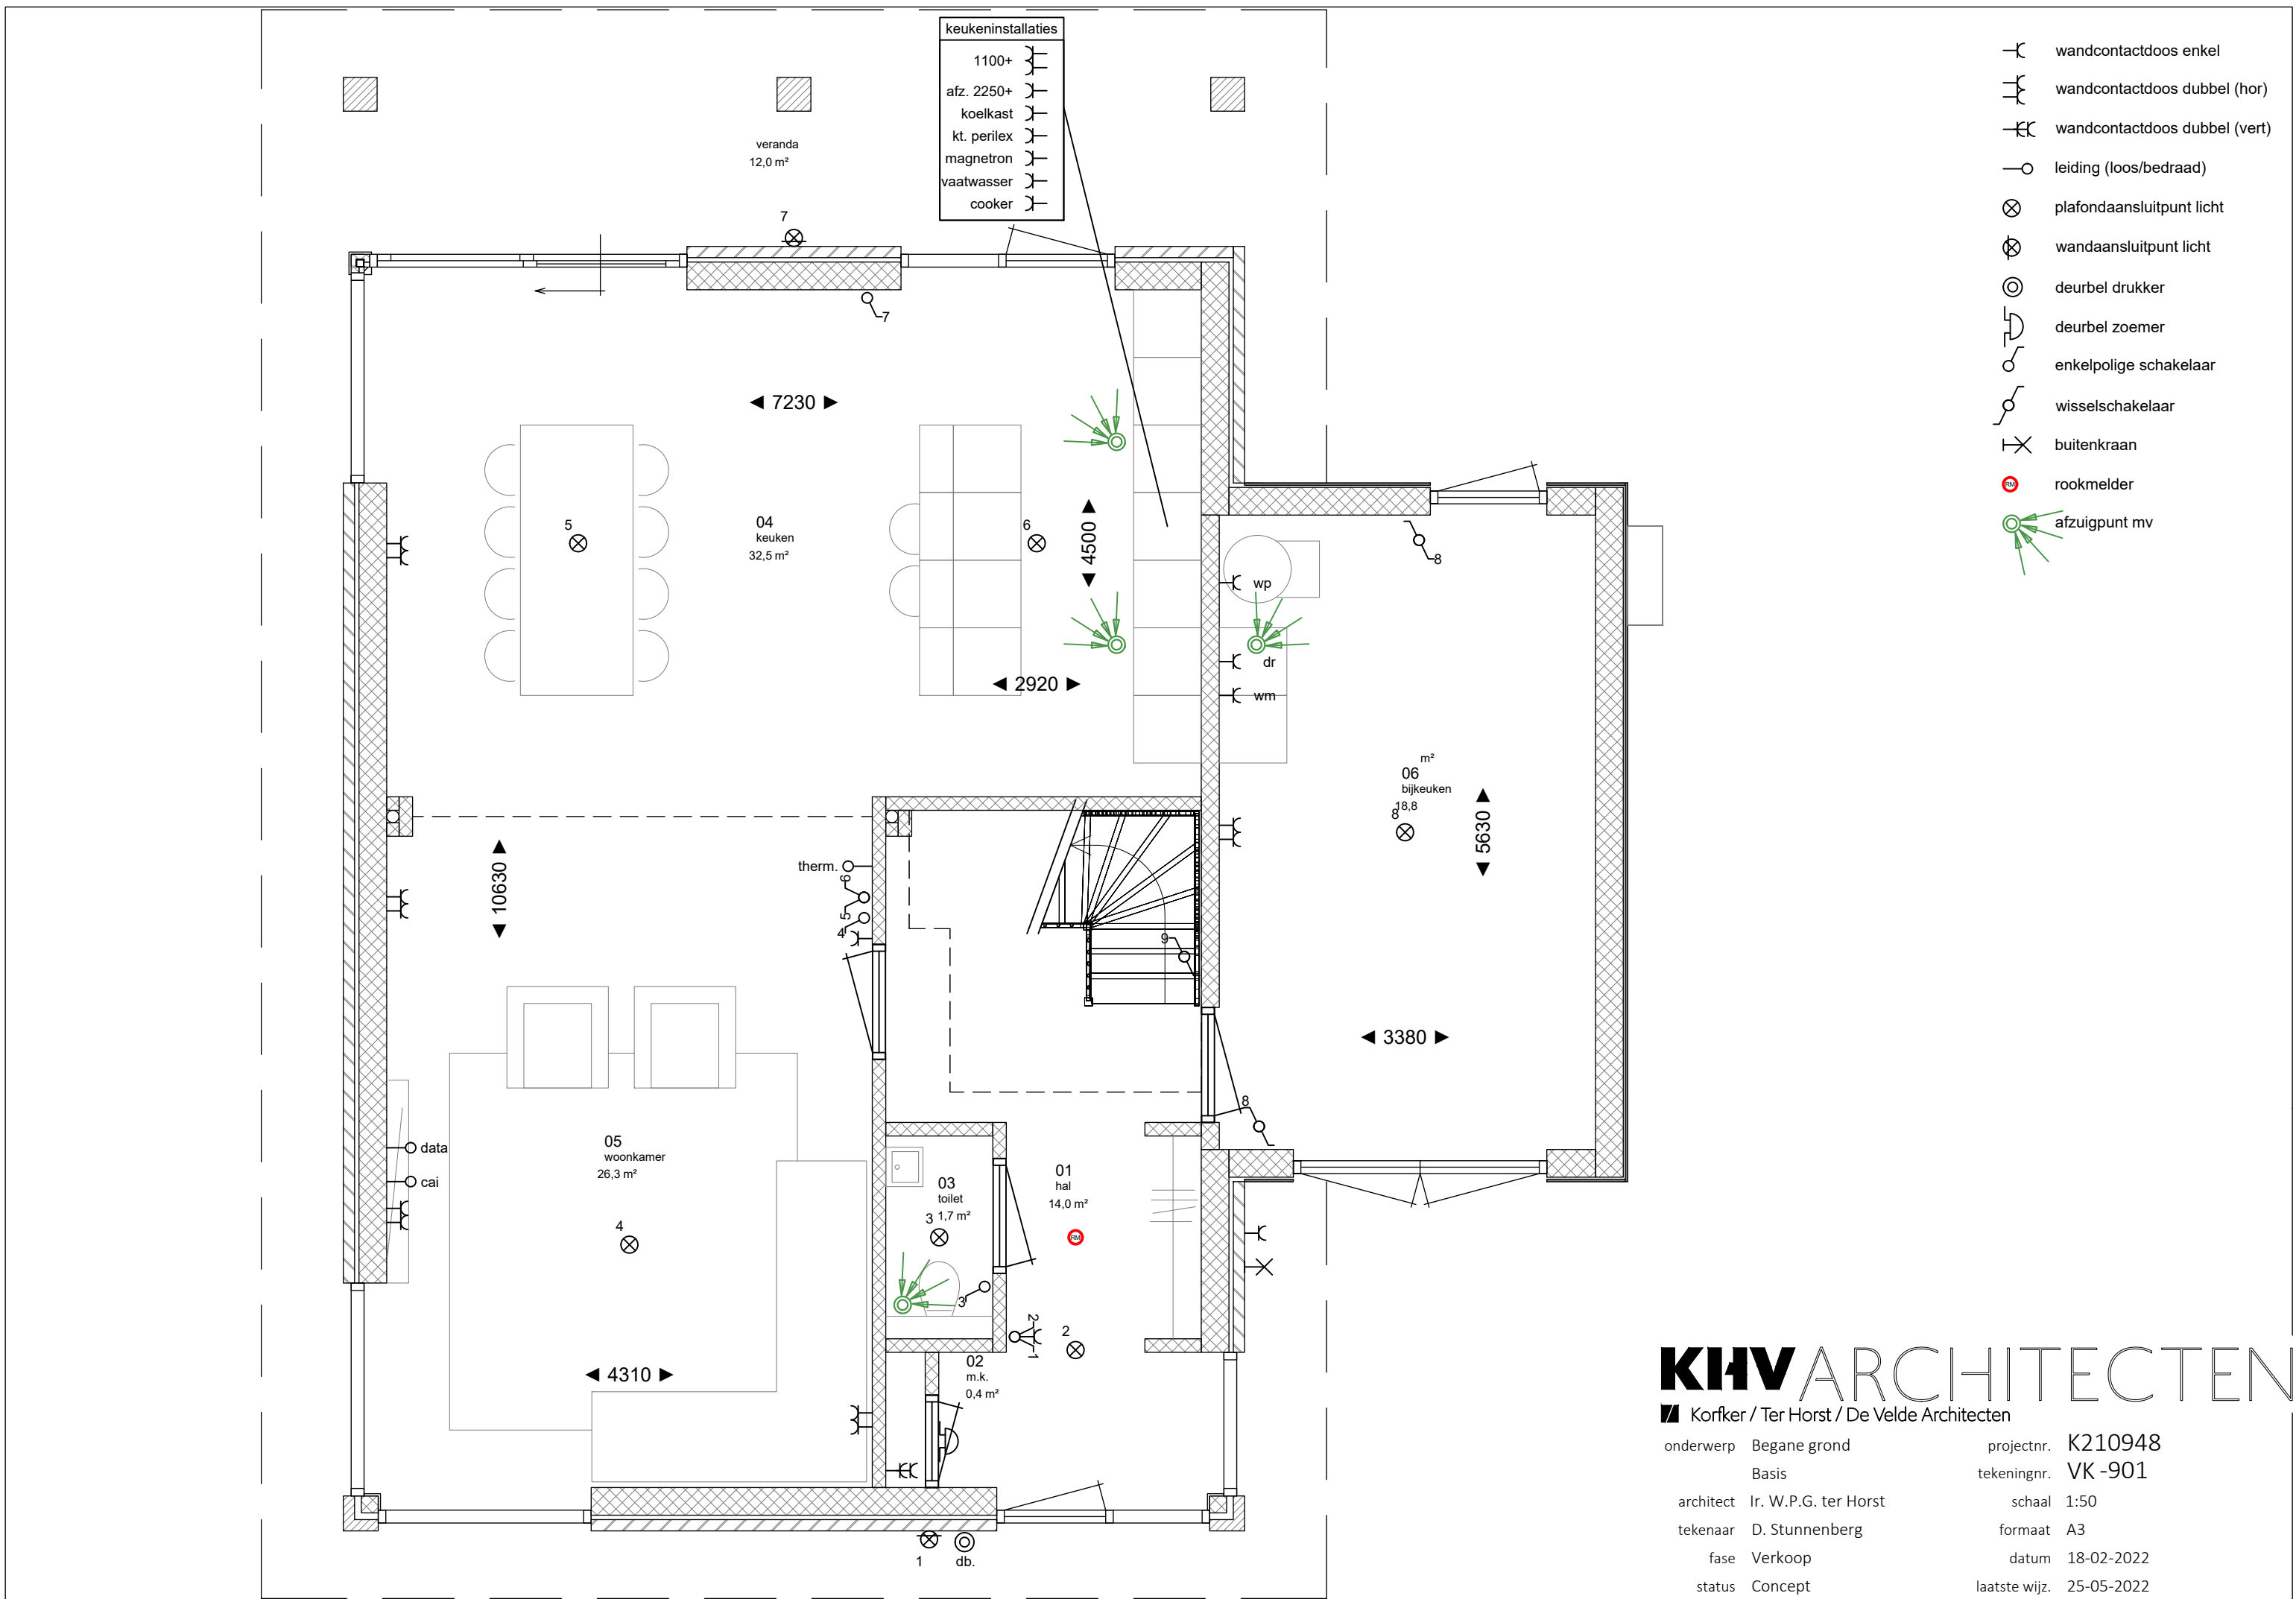 keukeninstallaties
1100+
afz. 2250+
koelkast
kt. perilex
magnetron
vaatwasser
cooker
wandcontactdoos enkel
wandcontactdoos dubbel (hor)
wandcontactdoos dubbel (vert)
leiding (loos/bedraad)
plafondaansluitpunt licht
wandaansluitpunt licht
deurbel drukker
deurbel zoemer
enkelpolige schakelaar
wisselschakelaar
buitenkraan
RM rookmelder
afzuigpunt mv
veranda
12,0 m²
7
7
7230
5
04
keuken
32,5 m²
6
4500
2920
8
wp
dr
wm
m²
06
bijkeuken
18,8
8
5630
10630
therm.
6
5
4
9
3380
8
data
cai
05
woonkamer
26,3 m²
4
03
toilet
1,7 m²
3
3
01
hal
14,0 m²
RM
2
1
2
02
m.k.
0,4 m²
4310
1
db.
KHV ARCHITECTEN
Korfker / Ter Horst / De Velde Architecten
onderwerp Begane grond
Basis
architect Ir. W.P.G. ter Horst
tekenaar D. Stunnenberg
fase Verkoop
status Concept
projectnr. K210948
tekeningnr. VK -901
schaal 1:50
formaat A3
datum 18-02-2022
laatste wijz. 25-05-2022